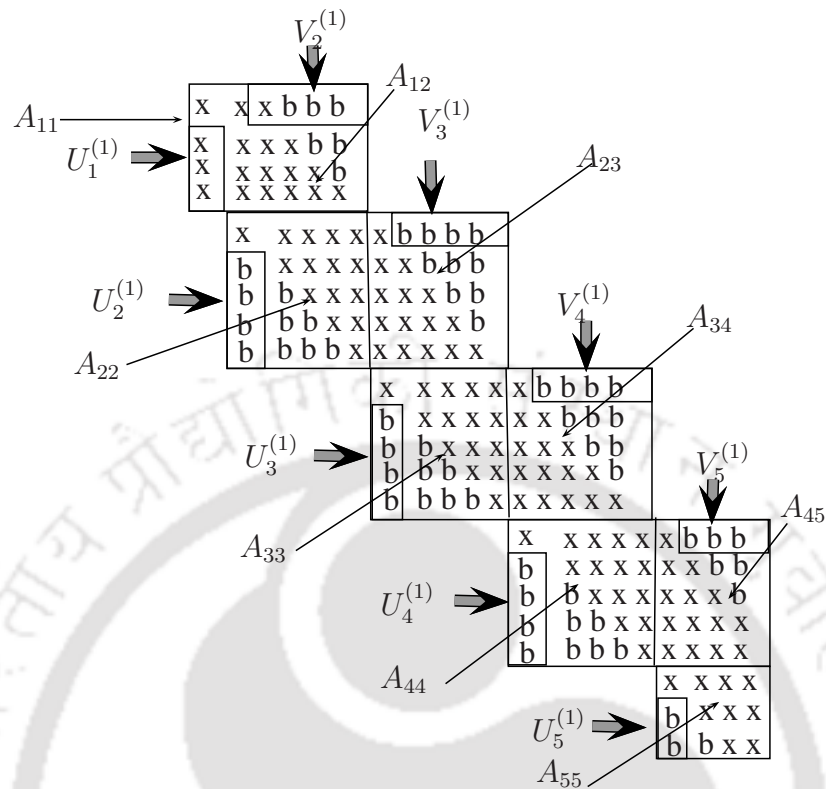 V_2^{(1)}
A_{12}
A_{11}
x x x b b b
V_3^{(1)}
U_1^{(1)}
x x x x b b
x x x x x b
x x x x x x
A_{23}
x x x x x x b b b b
b x x x x x x b b b
U_2^{(1)}
b b x x x x x x b b
b b b x x x x x x b
b b b b x x x x x x
A_{22}
V_4^{(1)}
A_{34}
x x x x x x b b b b
b x x x x x x b b b
U_3^{(1)}
b b x x x x x x b b
b b b x x x x x x b
b b b b x x x x x x
A_{33}
V_5^{(1)}
A_{45}
x x x x x x b b b
b x x x x x x b b
U_4^{(1)}
b b x x x x x x b
b b b x x x x x x
b b b b x x x x x
A_{44}
x x x x
U_5^{(1)}
b x x x
b b x x
A_{55}
प्रौद्योगिकी